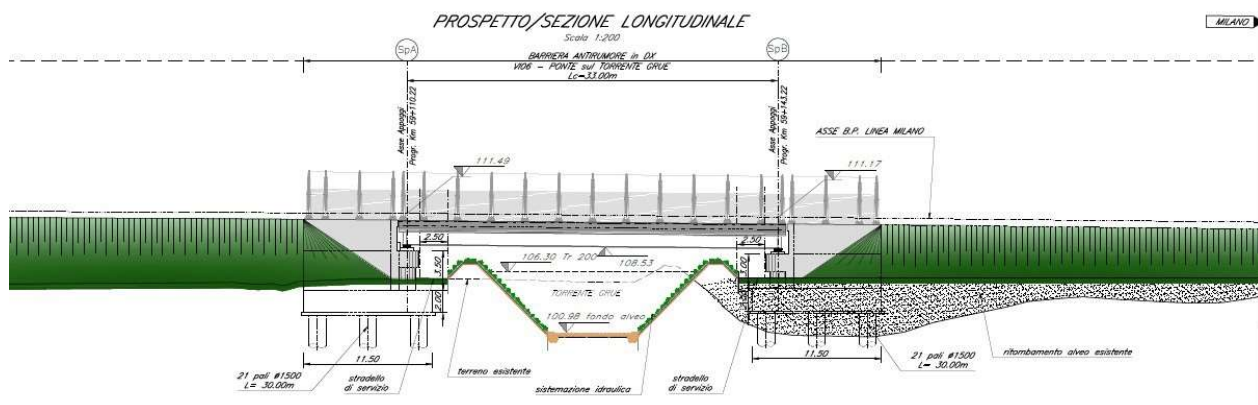 PROSPETTO/SEZIONE LONGITUDINALE
Scala 1:200
MILANO
SpA
SpB
BARRIERA ANTIRUMORE in DX
VI06 - PONTE sul TORRENTE GRUE
Lc=33.00m
Asse Appoggi
Progr. Km 59+110.22
Asse Appoggi
Progr. Km 59+143.22
ASSE B.P. LINEA MILANO
111.49
111.17
2.50
2.50
3.50
106.30 Tr 200
108.53
TORRENTE GRUE
2.00
100.98 fondo alveo
11.50
11.50
21 pali ø1500
L= 30.00m
stradello
di servizio
terreno esistente
sistemazione idraulica
stradello
di servizio
21 pali ø1500
L= 30.00m
ritombamento alveo esistente